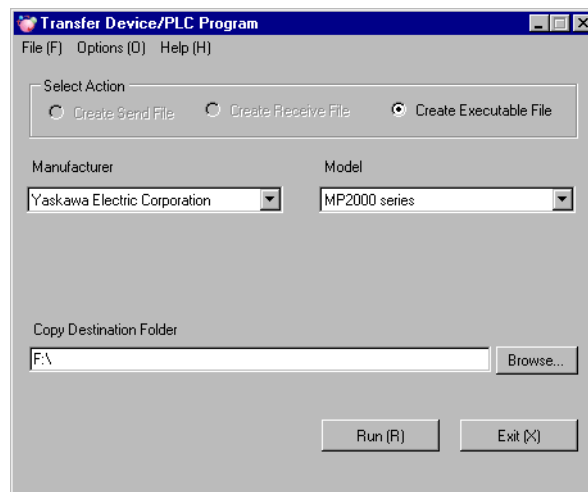 Transfer Device/PLC Program
File (F) Options (O) Help (H)
Select Action
Create Send File Create Receive File Create Executable File
Manufacturer Model
Yaskawa Electric Corporation MP2000 series
Copy Destination Folder
F:\ Browse...
Run (R) Exit (X)